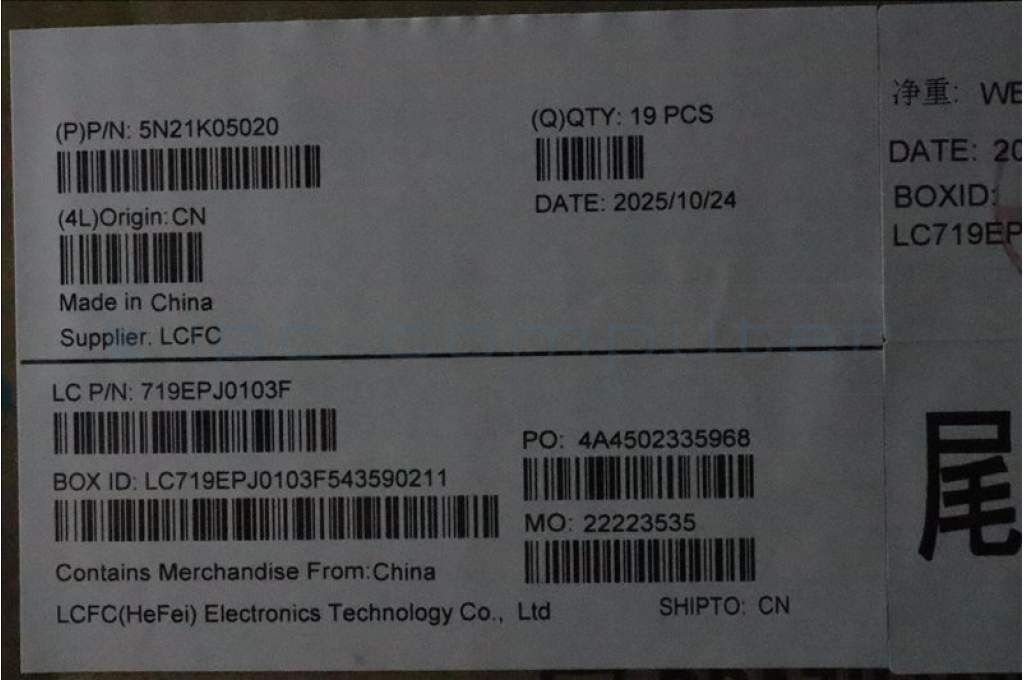 (P)P/N: 5N21K05020
(Q)QTY: 19 PCS
DATE: 2025/10/24
(4L)Origin:CN
Made in China
Supplier. LCFC
LC P/N: 719EPJ0103F
BOX ID: LC719EPJ0103F543590211
PO: 4A4502335968
MO: 22223535
Contains Merchandise From:China
LCFC(HeFei) Electronics Technology Co., Ltd
SHIPTO: CN
净重: WE
DATE: 20
BOXID:
LC719EP
尾